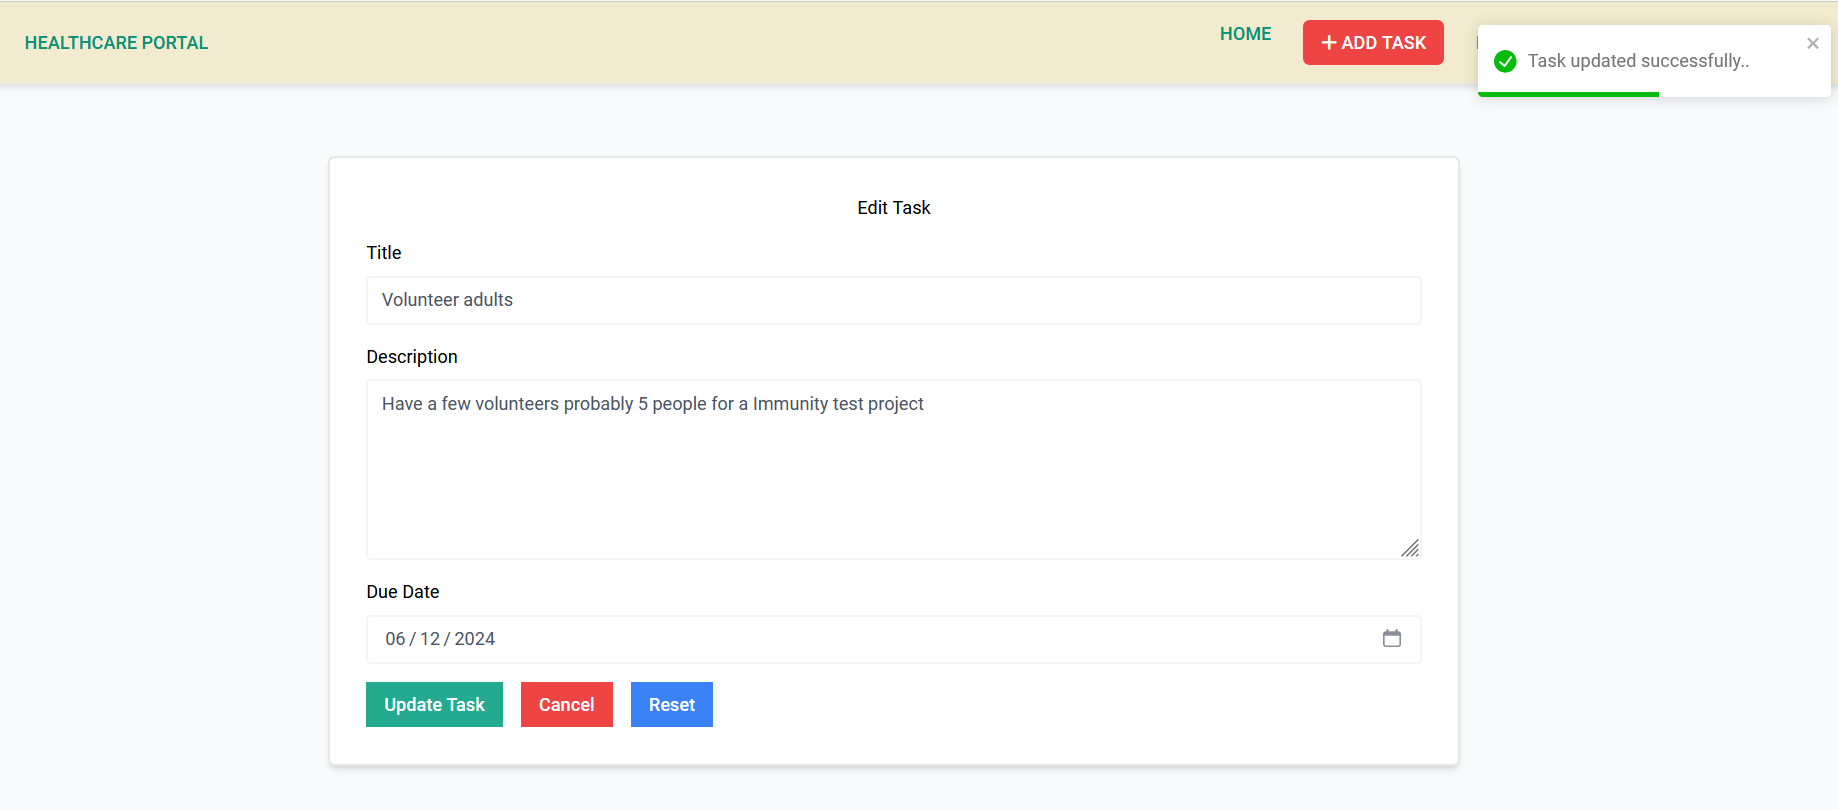 HEALTHCARE PORTAL
HOME
+ ADD TASK
Task updated successfully..
Edit Task
Title
Volunteer adults
Description
Have a few volunteers probably 5 people for a Immunity test project
Due Date
06 / 12 / 2024
Update Task
Cancel
Reset